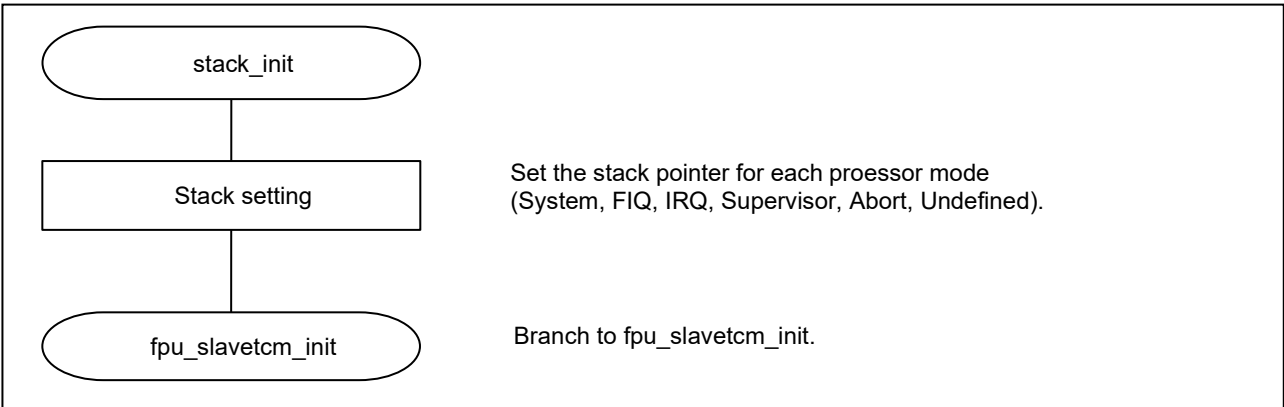 stack_init
Stack setting
Set the stack pointer for each proessor mode
(System, FIQ, IRQ, Supervisor, Abort, Undefined).
fpu_slavetcm_init
Branch to fpu_slavetcm_init.